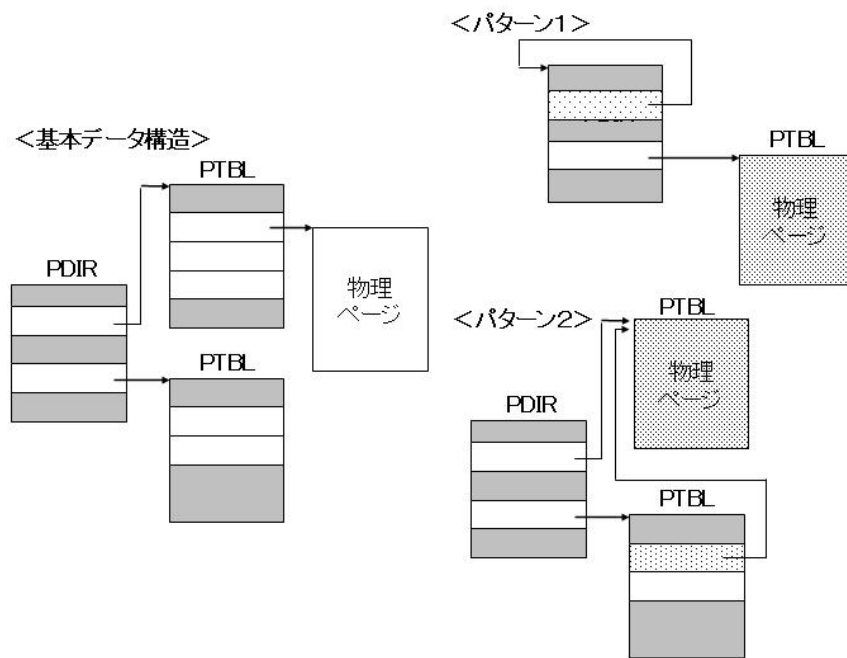 <基本データ構造>
PTBL
PDIR
物理
ページ
PTBL
<パターン1>
PTBL
物理
ページ
<パターン2>
PTBL
物理
ページ
PDIR
PTBL